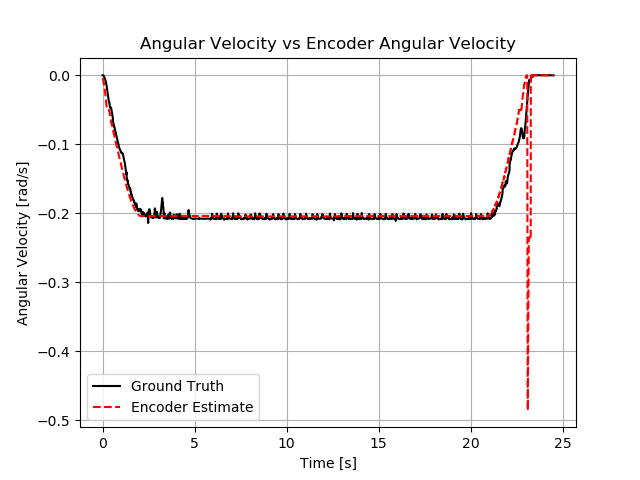 Angular Velocity vs Encoder Angular Velocity
0.0
−0.1
−0.2
−0.3
−0.4
−0.5
Angular Velocity [rad/s]
Ground Truth
Encoder Estimate
0 5 10 15 20 25
Time [s]